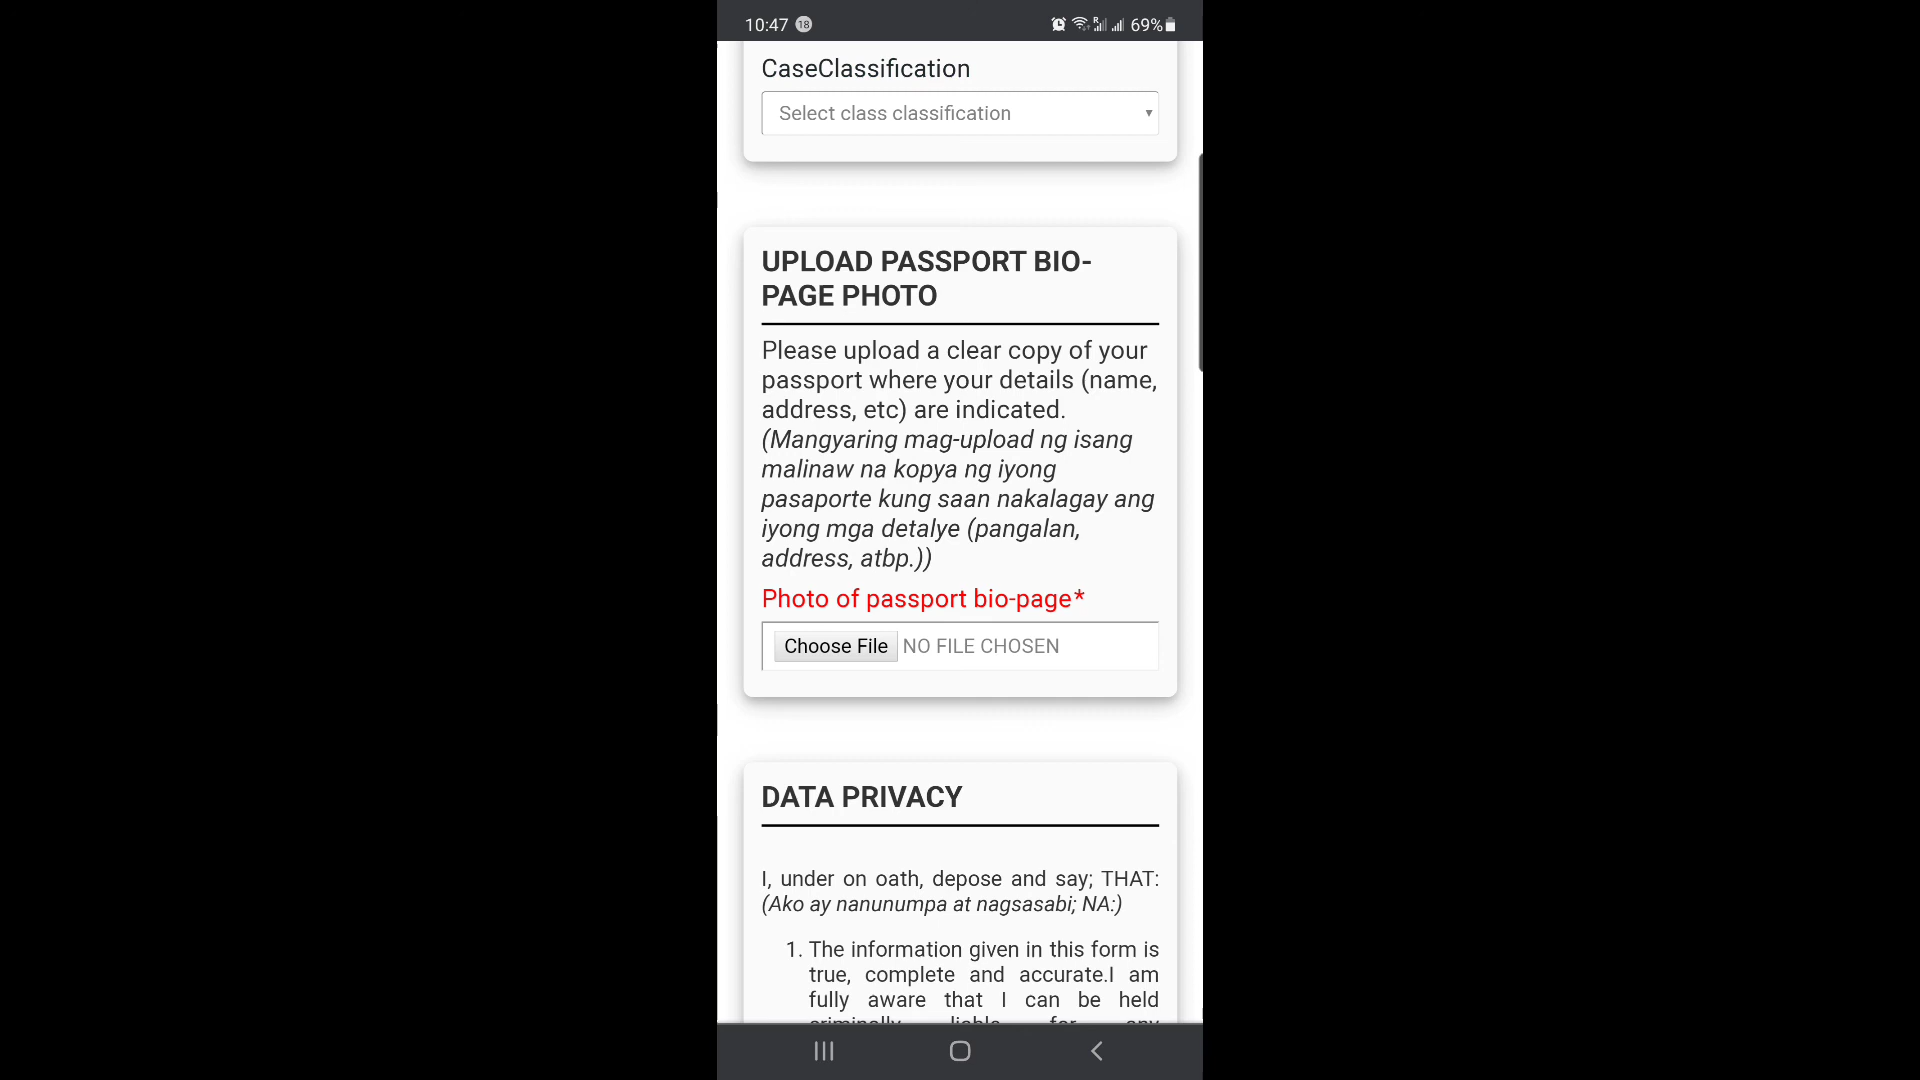 10:47 18 69%
CaseClassification
Select class classification
UPLOAD PASSPORT BIO-
PAGE PHOTO
Please upload a clear copy of your
passport where your details (name,
address, etc) are indicated.
(Mangyaring mag-upload ng isang
malinaw na kopya ng iyong
pasaporte kung saan nakalagay ang
iyong mga detalye (pangalan,
address, atbp.))
Photo of passport bio-page*
Choose File NO FILE CHOSEN
DATA PRIVACY
I, under on oath, depose and say; THAT:
(Ako ay nanunumpa at nagsasabi; NA:)
1. The information given in this form is
true, complete and accurate.I am
fully aware that I can be held
criminally liable for any